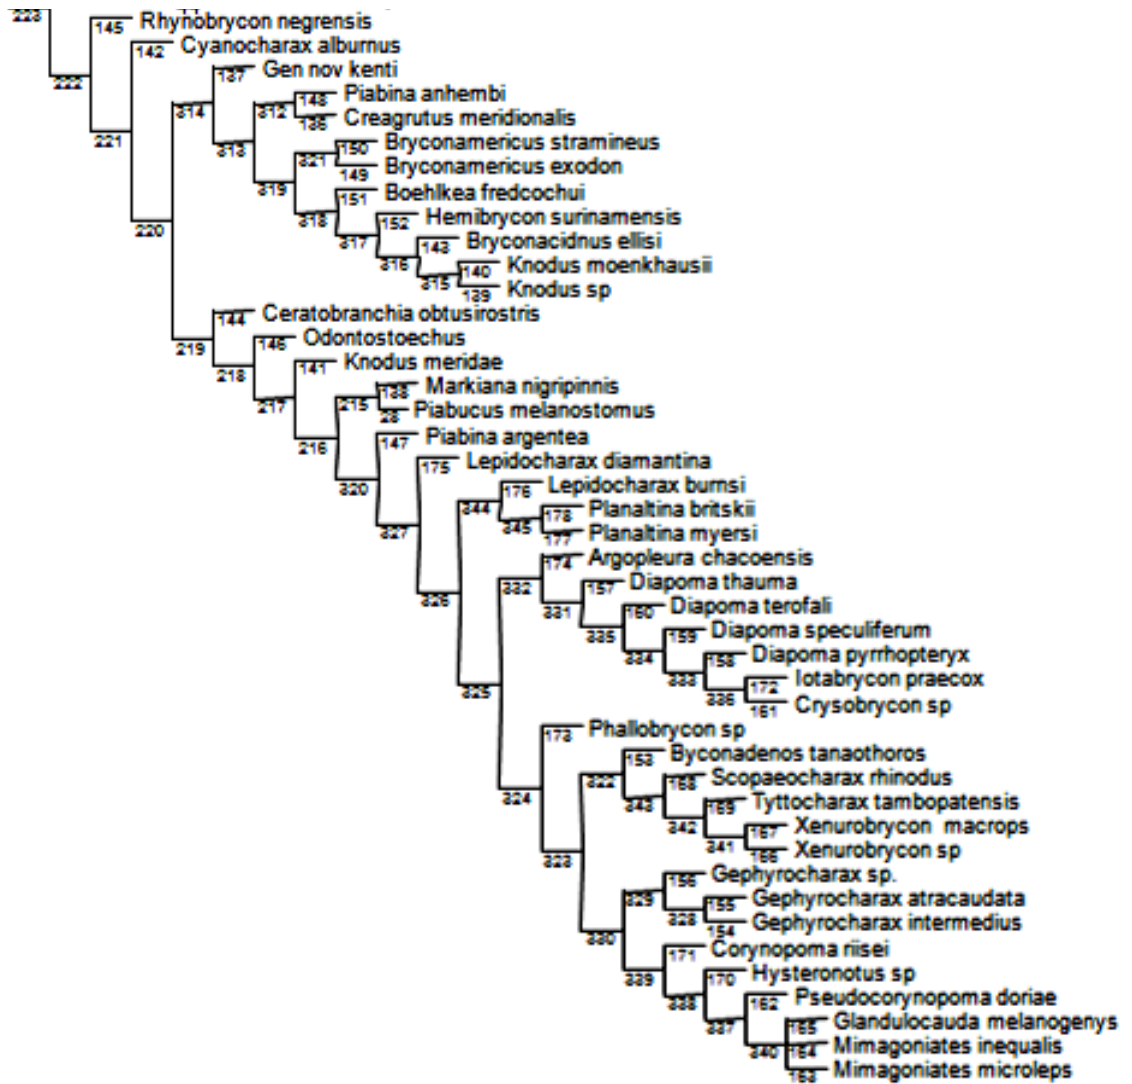 223
145 Rhynobrycon negrensis
142 Cyanocharax alburnus
137 Gen nov kenti
222
148 Piabina anhembi
314 312
136 Creagrutus meridionalis
221 313 150 Bryconamericus stramineus
321
149 Bryconamericus exodon
319 151 Boehlkea fredcochui
318 152 Hemibrycon surinamensis
220 317 143 Bryconacidnus ellisi
316 140 Knodus moenkhausii
315
139 Knodus sp
144 Ceratobranchia obtusirostris
146 Odontostoechus
219
141 Knodus meridae
218
138 Markiana nigripinnis
217 215
28 Piabucus melanostomus
147 Piabina argentea
216
175 Lepidocharax diamantina
320 176 Lepidocharax burnsi
344 178 Planaltina britskii
327 345
177 Planaltina myersi
174 Argopleura chacoensis
332 157 Diapoma thauma
326 331 160 Diapoma terofali
335 159 Diapoma speculiferum
334 158 Diapoma pyrrhopteryx
333 172 Iotabrycon praecox
325 336
161 Crysobrycon sp
173 Phallobrycon sp
153 Byconadenos tanaothoros
322 168 Scopaeocharax rhinodus
324 343 169 Tyttocharax tambopatensis
342 167 Xenurobrycon macrops
341
166 Xenurobrycon sp
323
156 Gephyrocharax sp.
329 155 Gephyrocharax atracaudata
328
154 Gephyrocharax intermedius
330
171 Corynopoma riisei
339 170 Hysteronotus sp
338 162 Pseudocorynopoma doriae
337 165 Glandulocauda melanogenys
340 164 Mimagoniates inequalis
163 Mimagoniates microleps